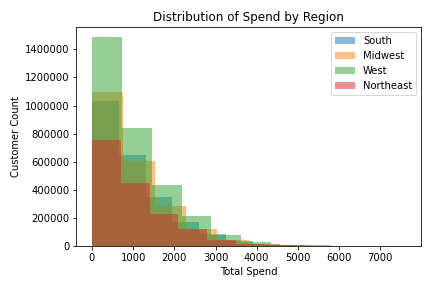 Distribution of Spend by Region
South
Midwest
West
Northeast
1400000
1200000
1000000
800000
600000
400000
200000
0
Customer Count
0 1000 2000 3000 4000 5000 6000 7000
Total Spend